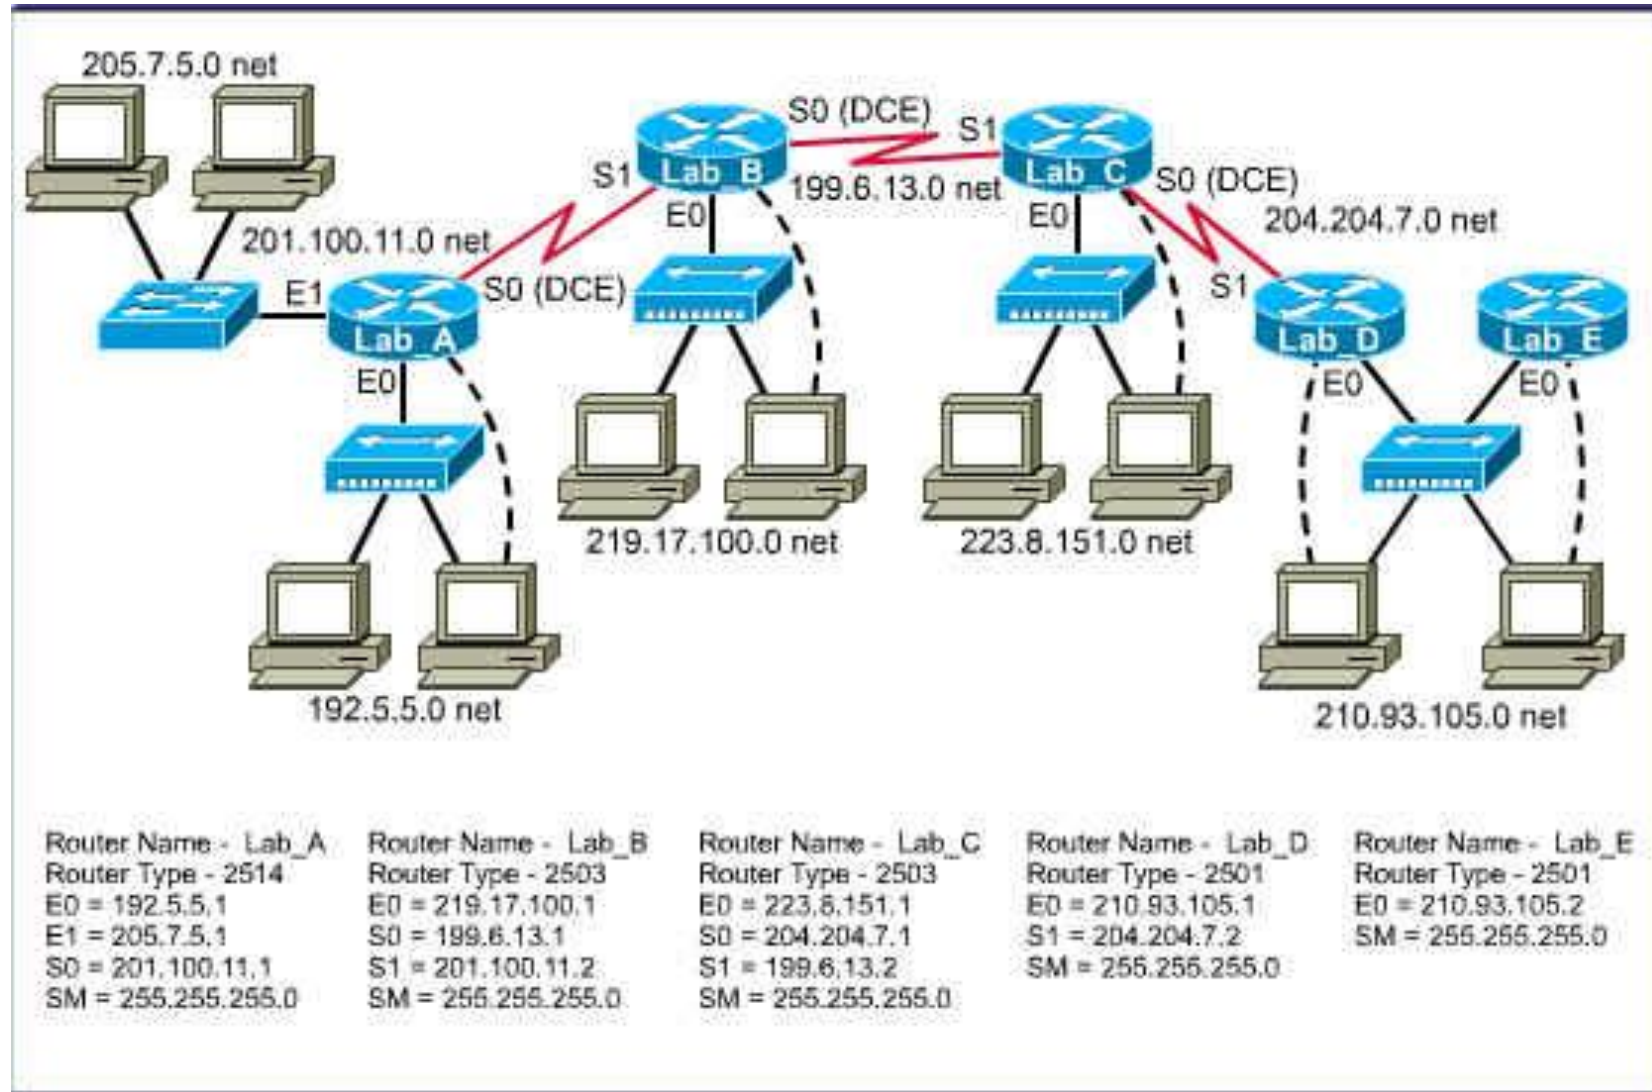 205.7.5.0 net
S0 (DCE)
S1
Lab_B
S1
Lab_C
S0 (DCE)
199.6.13.0 net
E0
E0
204.204.7.0 net
201.100.11.0 net
E1
S0 (DCE)
S1
Lab_A
Lab_D
Lab_E
E0
E0
E0
219.17.100.0 net
223.8.151.0 net
192.5.5.0 net
210.93.105.0 net
Router Name - Lab_A
Router Type - 2514
E0 = 192.5.5.1
E1 = 205.7.5.1
S0 = 201.100.11.1
SM = 255.255.255.0
Router Name - Lab_B
Router Type - 2503
E0 = 219.17.100.1
S0 = 199.6.13.1
S1 = 201.100.11.2
SM = 255.255.255.0
Router Name - Lab_C
Router Type - 2503
E0 = 223.8.151.1
S0 = 204.204.7.1
S1 = 199.6.13.2
SM = 255.255.255.0
Router Name - Lab_D
Router Type - 2501
E0 = 210.93.105.1
S1 = 204.204.7.2
SM = 255.255.255.0
Router Name - Lab_E
Router Type - 2501
E0 = 210.93.105.2
SM = 255.255.255.0